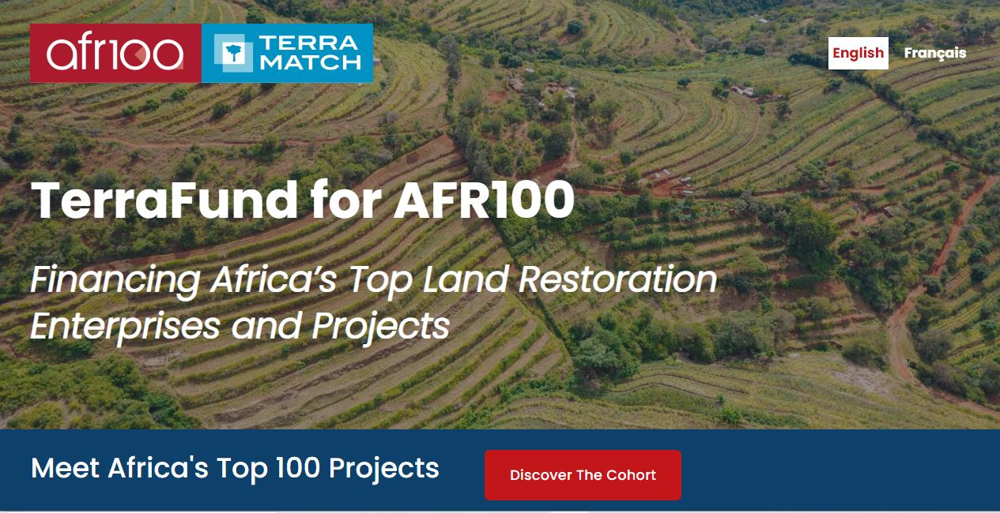 afr100
TERRA
MATCH
English
Français
TerraFund for AFR100
Financing Africa’s Top Land Restoration
Enterprises and Projects
Meet Africa's Top 100 Projects
Discover The Cohort